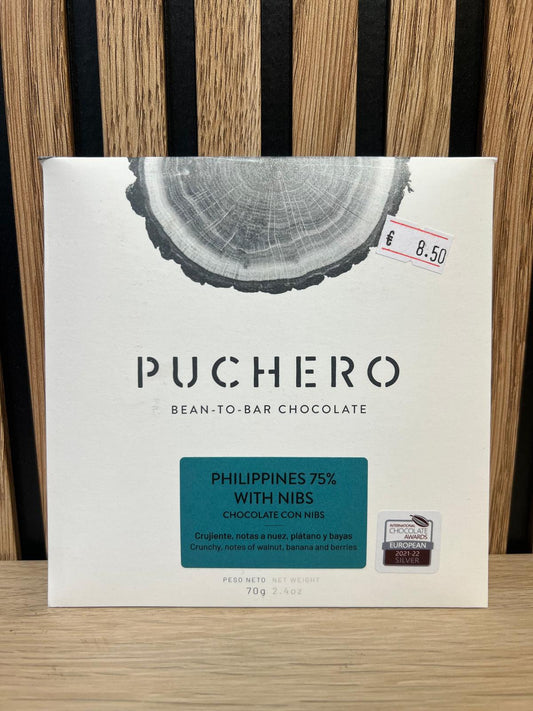 € 8.50
PUCHERO
BEAN-TO-BAR CHOCOLATE
PHILIPPINES 75%
WITH NIBS
CHOCOLATE CON NIBS
Crujiente, notas a nuez, plátano y bayas
Crunchy, notes of walnut, banana and berries
INTERNATIONAL
CHOCOLATE
AWARDS
EUROPEAN
2021-22
SILVER
PESO NETO NET WEIGHT
70g 2.4oz